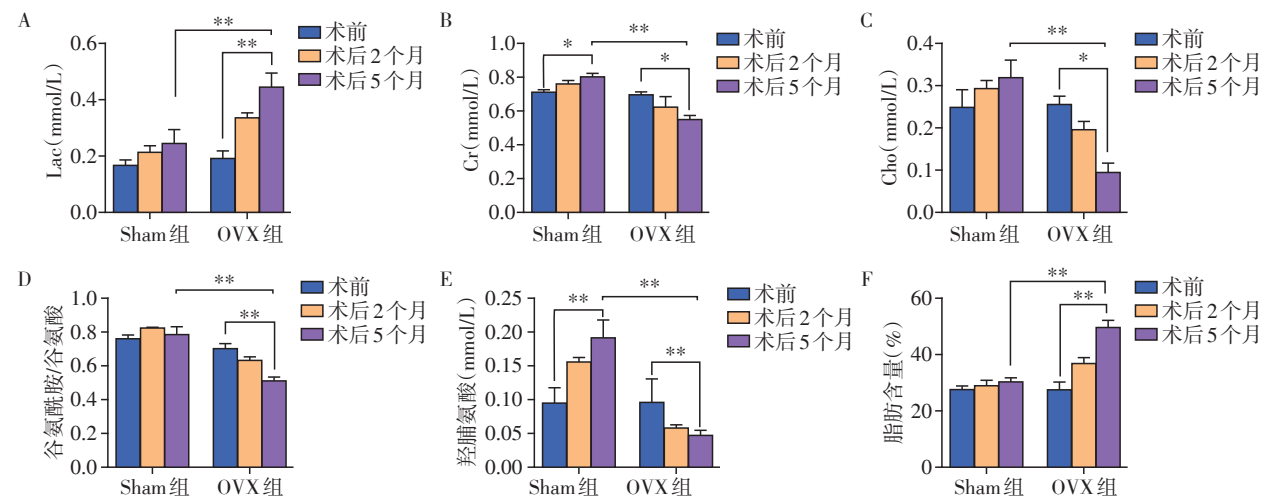 A
Lac(mmol/L)
0.6
0.4
0.2
0.0
**
**
Sham组
OVX组
术前
术后2个月
术后5个月
B
Cr(mmol/L)
1.0
0.8
0.6
0.4
0.2
0.0
*
**
*
Sham组
OVX组
术前
术后2个月
术后5个月
C
Cho(mmol/L)
0.4
0.3
0.2
0.1
0.0
**
*
Sham组
OVX组
术前
术后2个月
术后5个月
D
谷氨酰胺/谷氨酸
1.0
0.8
0.6
0.4
0.2
0.0
**
**
Sham组
OVX组
术前
术后2个月
术后5个月
E
羟脯氨酸(mmol/L)
0.25
0.20
0.15
0.10
0.05
0.00
**
**
**
Sham组
OVX组
术前
术后2个月
术后5个月
F
脂肪含量(%)
60
40
20
0
**
**
Sham组
OVX组
术前
术后2个月
术后5个月